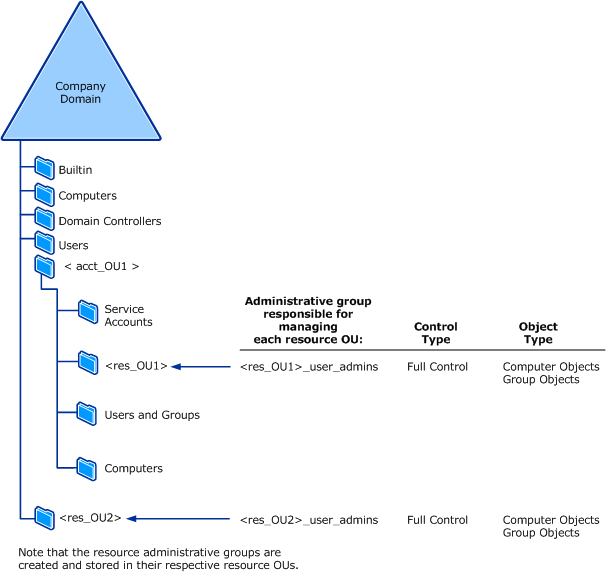 Company
Domain
Builtin
Computers
Domain Controllers
Users
< acct_OU1 >
Service
Accounts
Administrative group
responsible for
managing
each resource OU:
Control
Type
Object
Type
<res_OU1>
<res_OU1>_user_admins
Full Control
Computer Objects
Group Objects
Users and Groups
Computers
<res_OU2>
<res_OU2>_user_admins
Full Control
Computer Objects
Group Objects
Note that the resource administrative groups are
created and stored in their respective resource OUs.